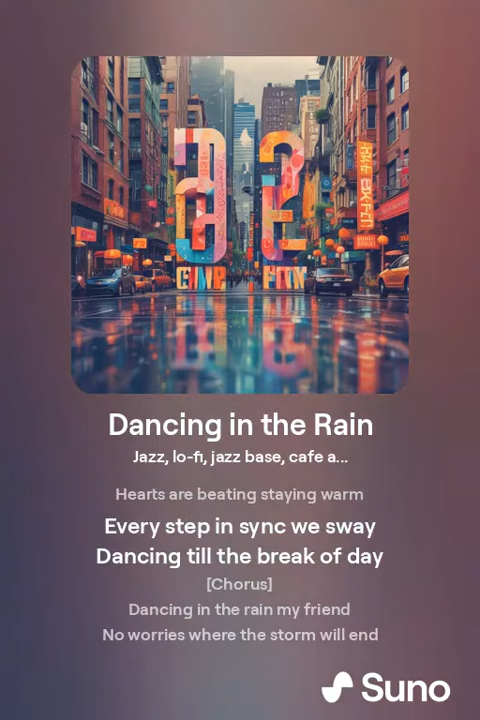 Dancing in the Rain
Jazz, lo-fi, jazz base, cafe a...
Hearts are beating staying warm
Every step in sync we sway
Dancing till the break of day
[Chorus]
Dancing in the rain my friend
No worries where the storm will end
Suno